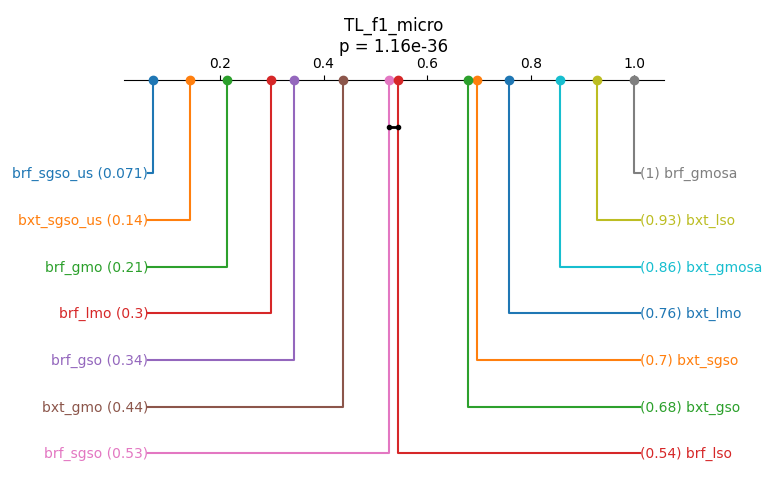 TL_f1_micro
p = 1.16e-36
0.2 0.4 0.6 0.8 1.0
brf_sgso_us (0.071) (1) brf_gmosa
bxt_sgso_us (0.14) (0.93) bxt_lso
brf_gmo (0.21) (0.86) bxt_gmosa
brf_lmo (0.3) (0.76) bxt_lmo
brf_gso (0.34) (0.7) bxt_sgso
bxt_gmo (0.44) (0.68) bxt_gso
brf_sgso (0.53) (0.54) brf_lso